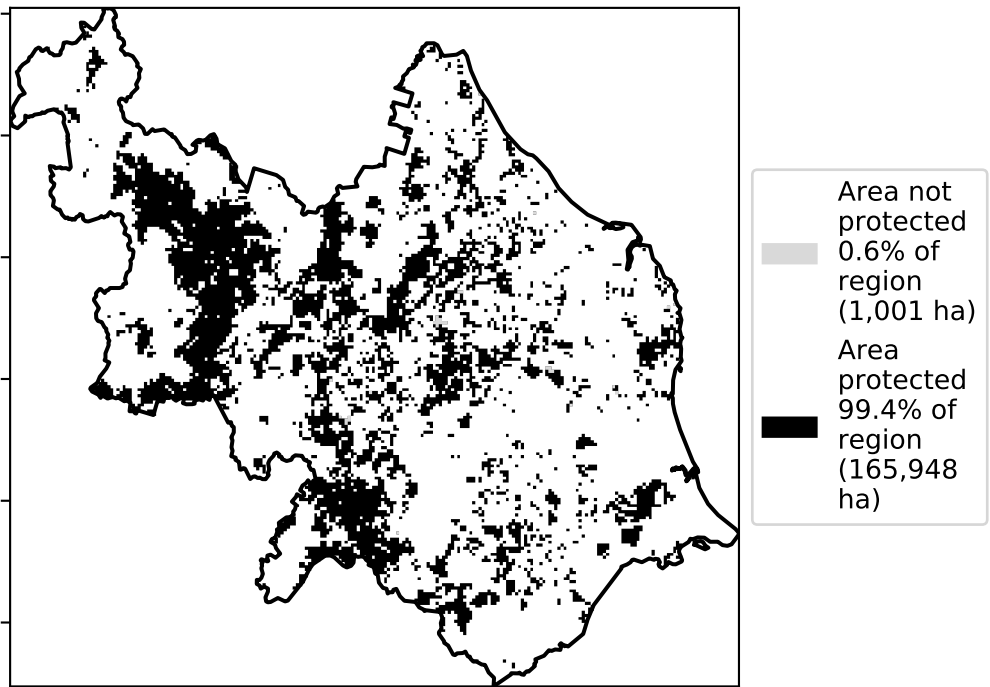 Area not
protected
0.6% of
region
(1,001 ha)
Area
protected
99.4% of
region
(165,948
ha)